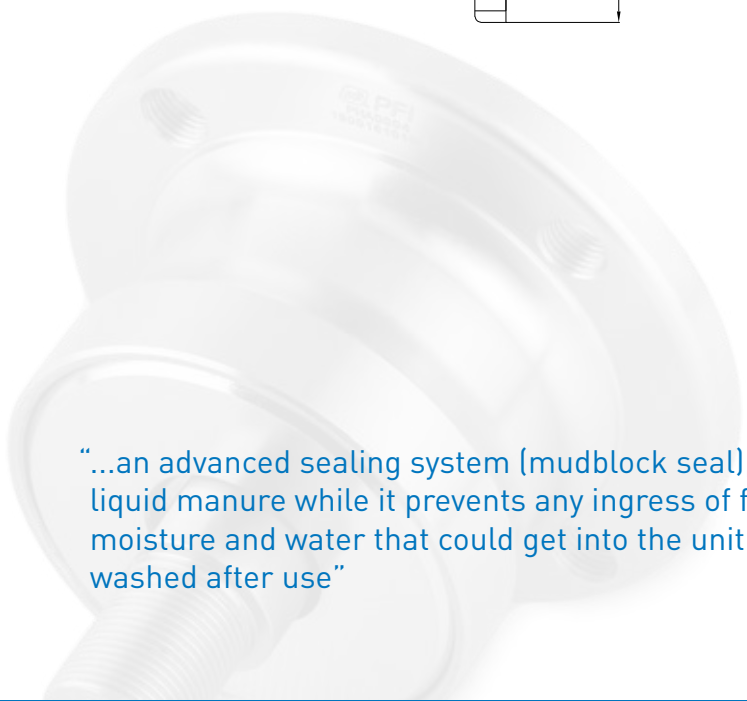 PFI
“...an advanced sealing system (mudblock seal)
liquid manure while it prevents any ingress of f
moisture and water that could get into the unit
washed after use”